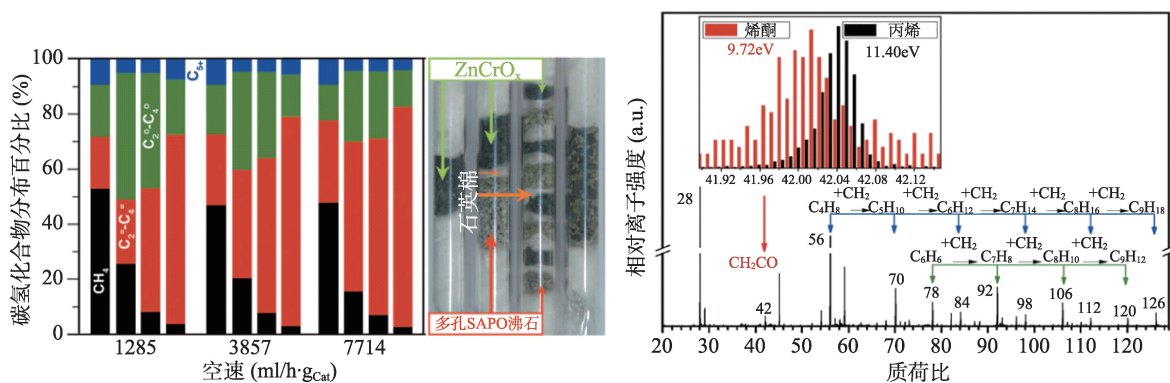 碳氢化合物分布百分比 (%)
100
80
60
40
20
0
C₅₊
C₂⁰-C₄⁰
C₂⁼-C₄⁼
CH₄
1285
3857
7714
空速 (ml/h·g_Cat)
ZnCrOₓ
石英棉
多孔SAPO沸石
相对离子强度 (a.u.)
烯酮
9.72eV
丙烯
11.40eV
41.92 41.96 42.00 42.04 42.08 42.12
28
+CH₂ +CH₂ +CH₂ +CH₂ +CH₂
C₄H₈ C₅H₁₀ C₆H₁₂ C₇H₁₄ C₈H₁₆ C₉H₁₈
56
+CH₂ +CH₂ +CH₂
C₆H₆ C₇H₈ C₈H₁₀ C₉H₁₂
CH₂CO
42
70
78
84
92
98
106
112
120
126
20 30 40 50 60 70 80 90 100 110 120
质荷比